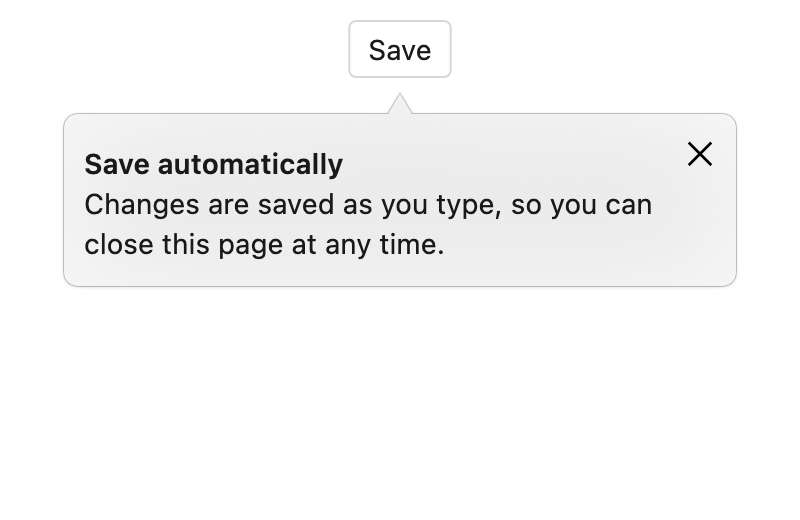 Save
Save automatically
Changes are saved as you type, so you can
close this page at any time.